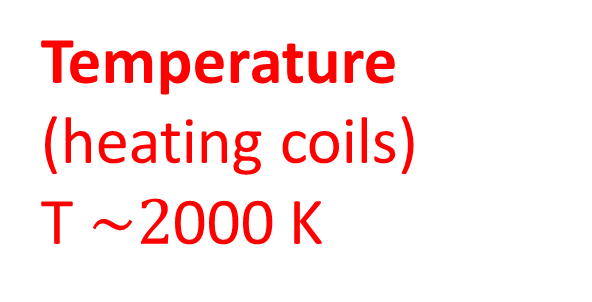 Temperature
(heating coils)
T ~2000 K